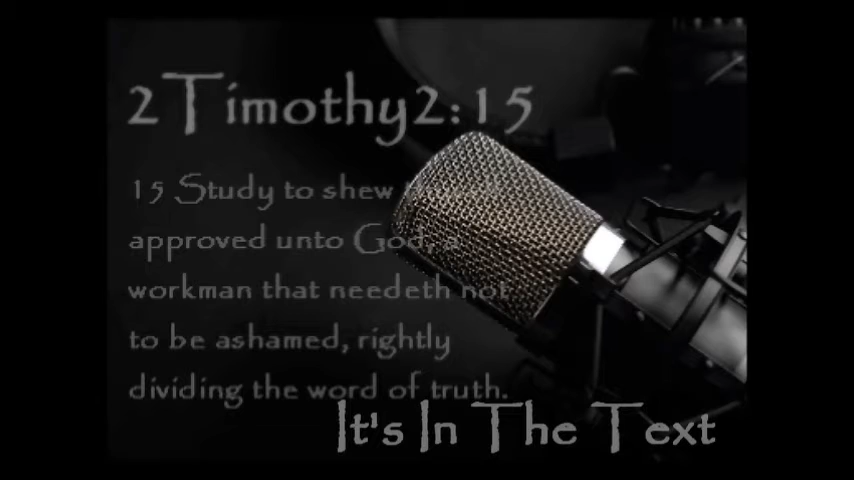 2Timothy2:15
15 Study to shew thyself
approved unto God, a
workman that needeth not
to be ashamed, rightly
dividing the word of truth.
It's In The Text